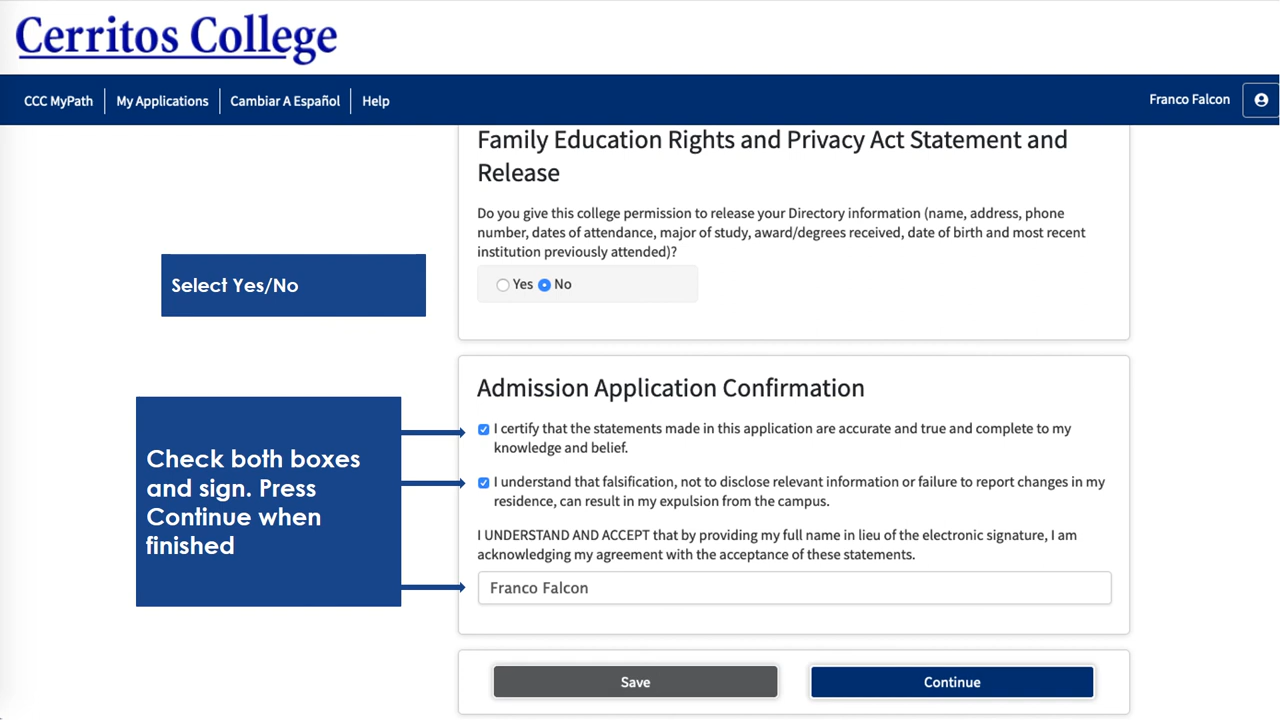 Cerritos College
CCC MyPath
My Applications
Cambiar A Español
Help
Franco Falcon
Family Education Rights and Privacy Act Statement and
Release
Do you give this college permission to release your Directory information (name, address, phone
number, dates of attendance, major of study, award/degrees received, date of birth and most recent
institution previously attended)?
Select Yes/No
Yes No
Admission Application Confirmation
I certify that the statements made in this application are accurate and true and complete to my
knowledge and belief.
Check both boxes
and sign. Press
Continue when
finished
I understand that falsification, not to disclose relevant information or failure to report changes in my
residence, can result in my expulsion from the campus.
I UNDERSTAND AND ACCEPT that by providing my full name in lieu of the electronic signature, I am
acknowledging my agreement with the acceptance of these statements.
Franco Falcon
Save
Continue